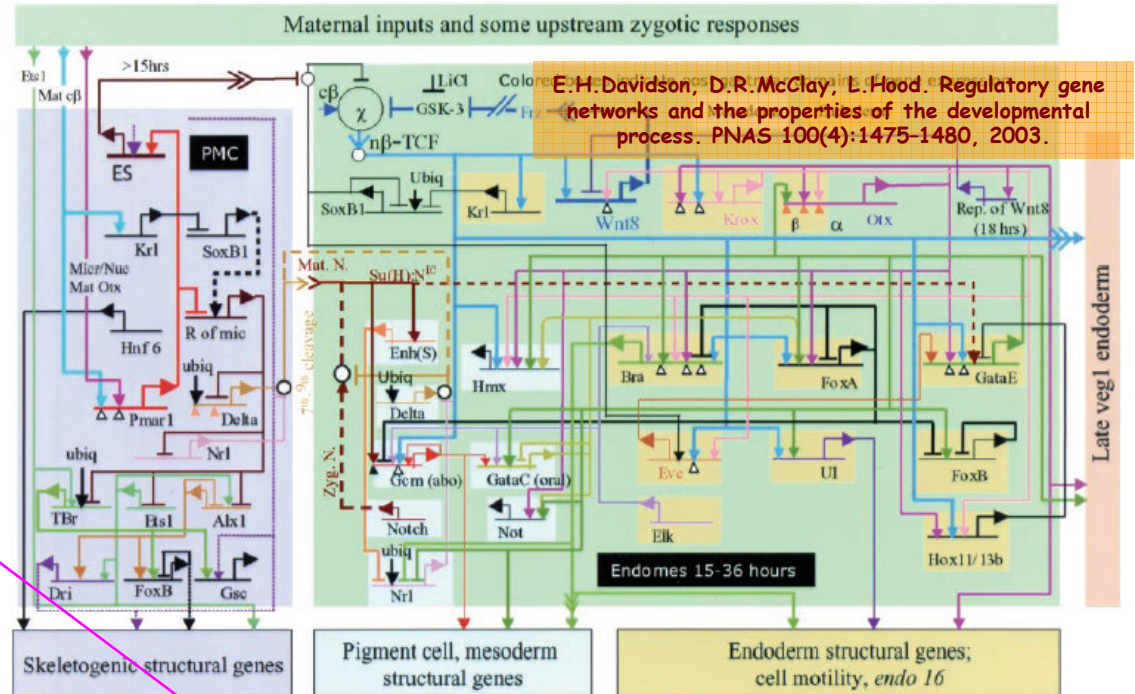 Maternal inputs and some upstream zygotic responses
Ets1
Mat cβ
>15hrs
LiCl
cβ
χ
GSK-3
Frz
nβ-TCF
E.H.Davidson, D.R.McClay, L.Hood. Regulatory gene
networks and the properties of the developmental
process. PNAS 100(4):1475-1480, 2003.
PMC
ES
Ubiq
SoxB1
Krl
Wnt8
Krox
β
α
Otx
Rep. of Wnt8
(18 hrs)
Krl
SoxB1
Micr/Nuc
Mat Otx
Mat. N.
Su(H):N
R of mic
Hnf 6
7th-9th cleavage
Enh(S)
Hmx
Bra
FoxA
GataE
ubiq
Ubiq
Delta
Pmar1
Delta
Late veg1 endoderm
Nrl
Zyg. N.
Gcm (abo)
GataC (oral)
Eve
UI
FoxB
ubiq
TBr
Ets1
Alx1
Notch
Not
Elk
Hox11/13b
ubiq
Dri
FoxB
Gsc
Nrl
Endomes 15-36 hours
Skeletogenic structural genes
Pigment cell, mesoderm
structural genes
Endoderm structural genes;
cell motility, endo 16